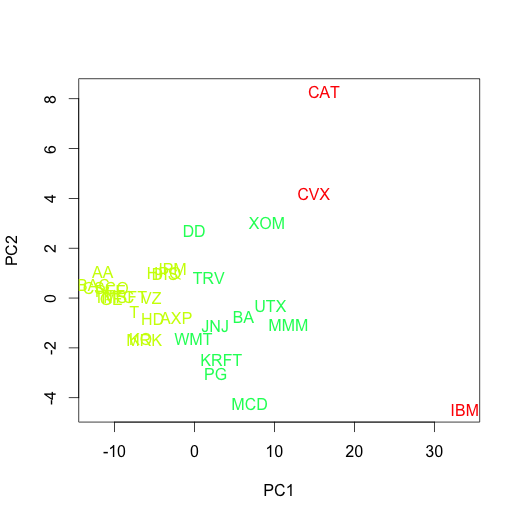 CAT
CVX
XOM
DD
AA
TRV
VZ
UTX
T
HD
AXP
BA
JNJ
MMM
WMT
KRFT
PG
MCD
IBM
8
6
4
2
0
-2
-4
-10
0
10
20
30
PC1
PC2